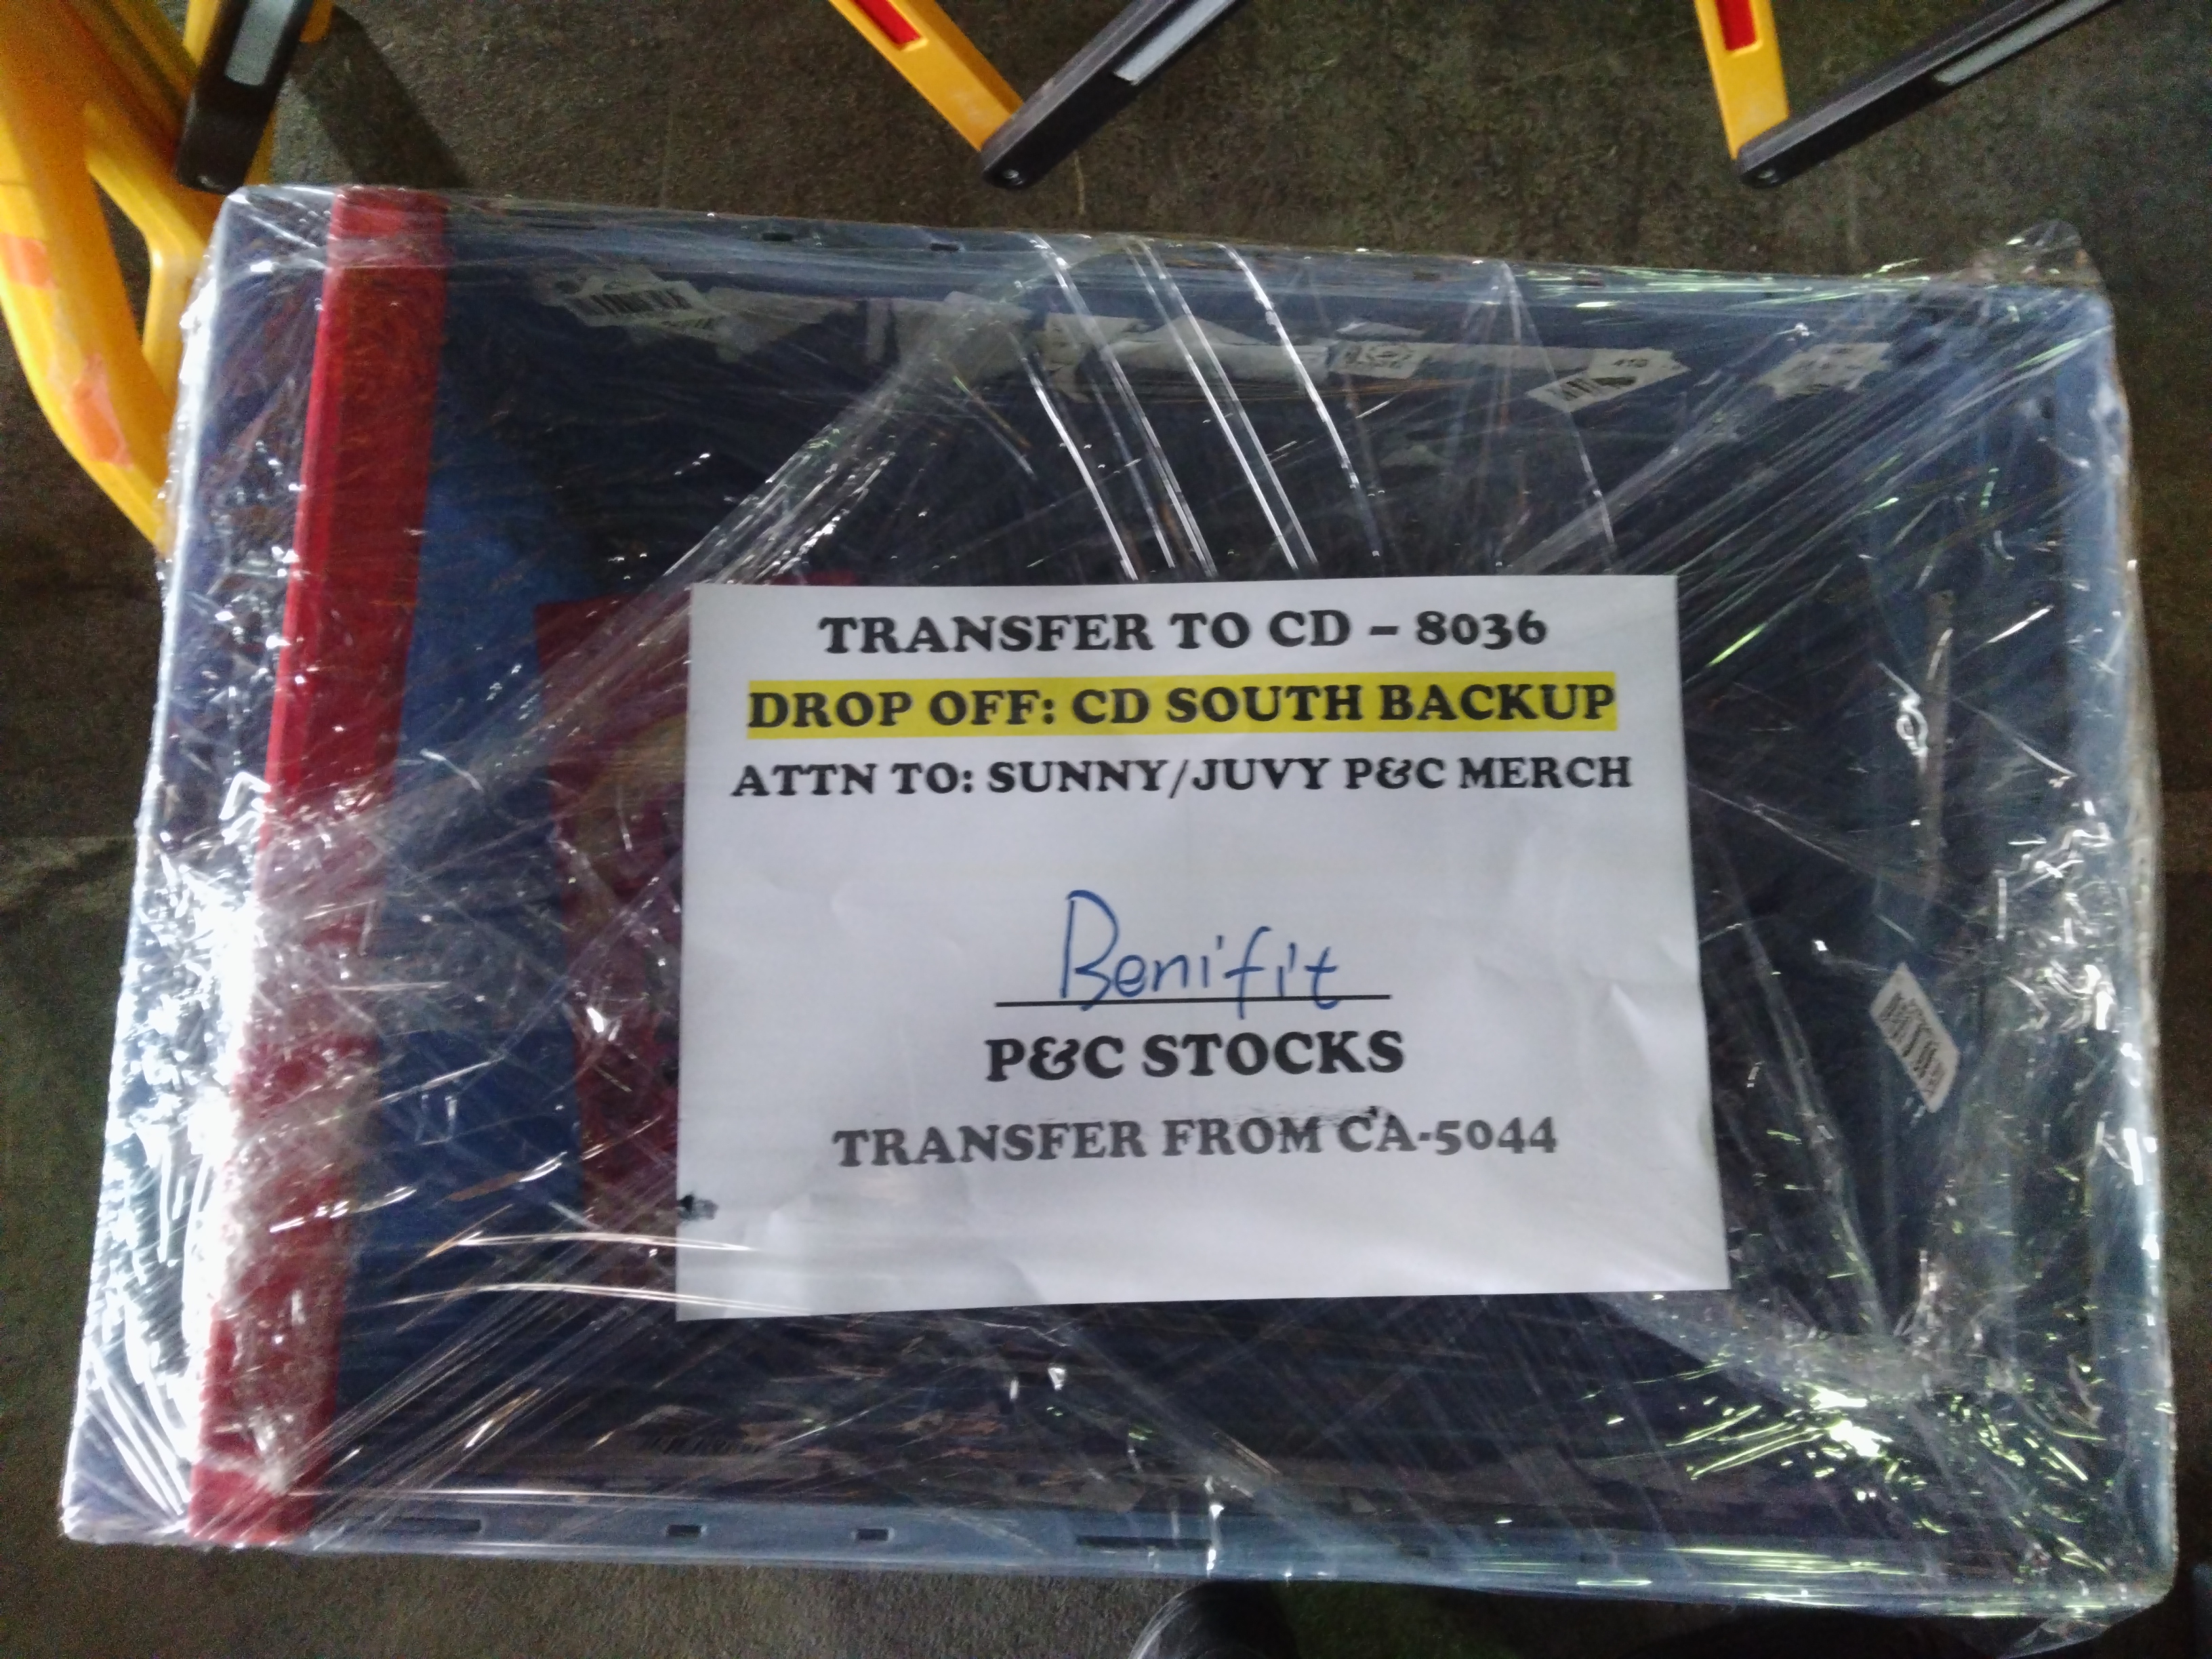 TRANSFER TO CD – 8036
DROP OFF: CD SOUTH BACKUP
ATTN TO: SUNNY/JUVY P&C MERCH
Benifit
P&C STOCKS
TRANSFER FROM CA-5044